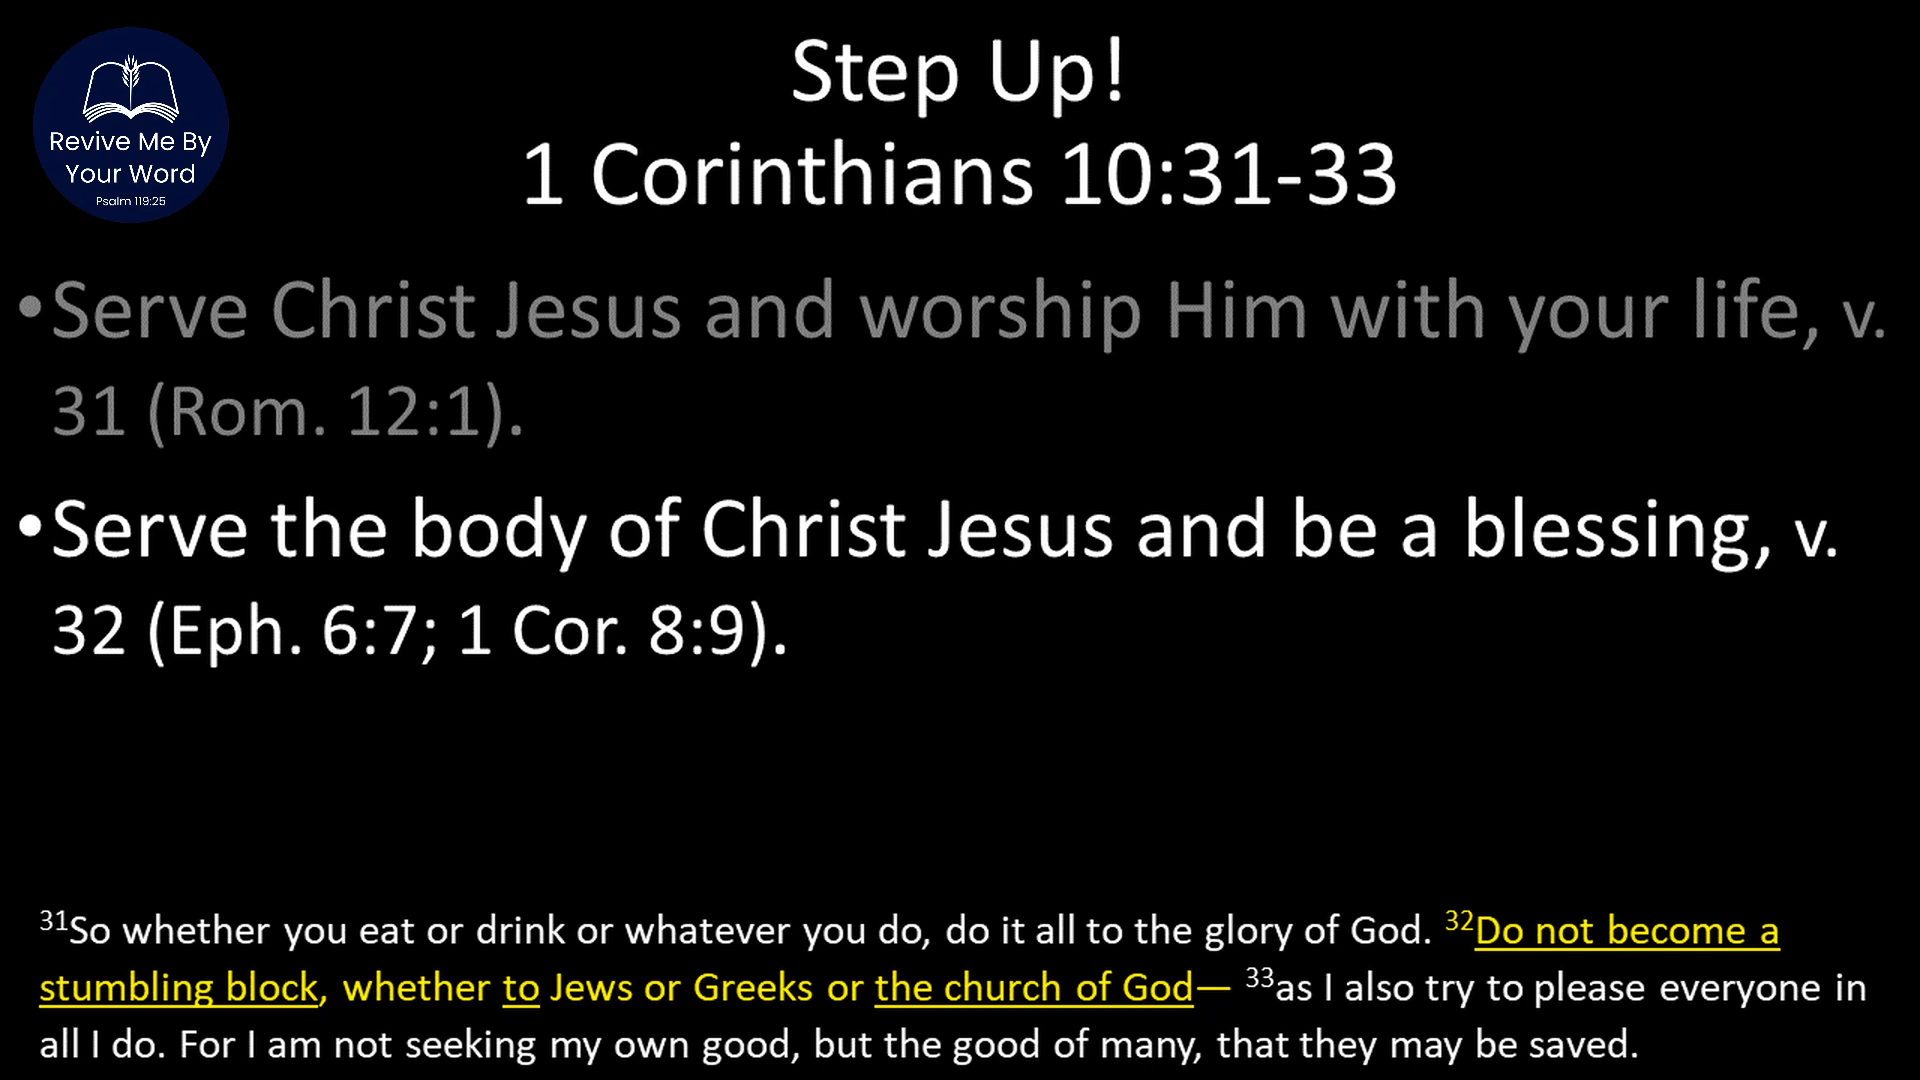 Revive Me By
Your Word
Psalm 119:25
Step Up!
1 Corinthians 10:31-33
•Serve Christ Jesus and worship Him with your life, v.
31 (Rom. 12:1).
•Serve the body of Christ Jesus and be a blessing, v.
32 (Eph. 6:7; 1 Cor. 8:9).
31So whether you eat or drink or whatever you do, do it all to the glory of God. 32Do not become a
stumbling block, whether to Jews or Greeks or the church of God— 33as I also try to please everyone in
all I do. For I am not seeking my own good, but the good of many, that they may be saved.